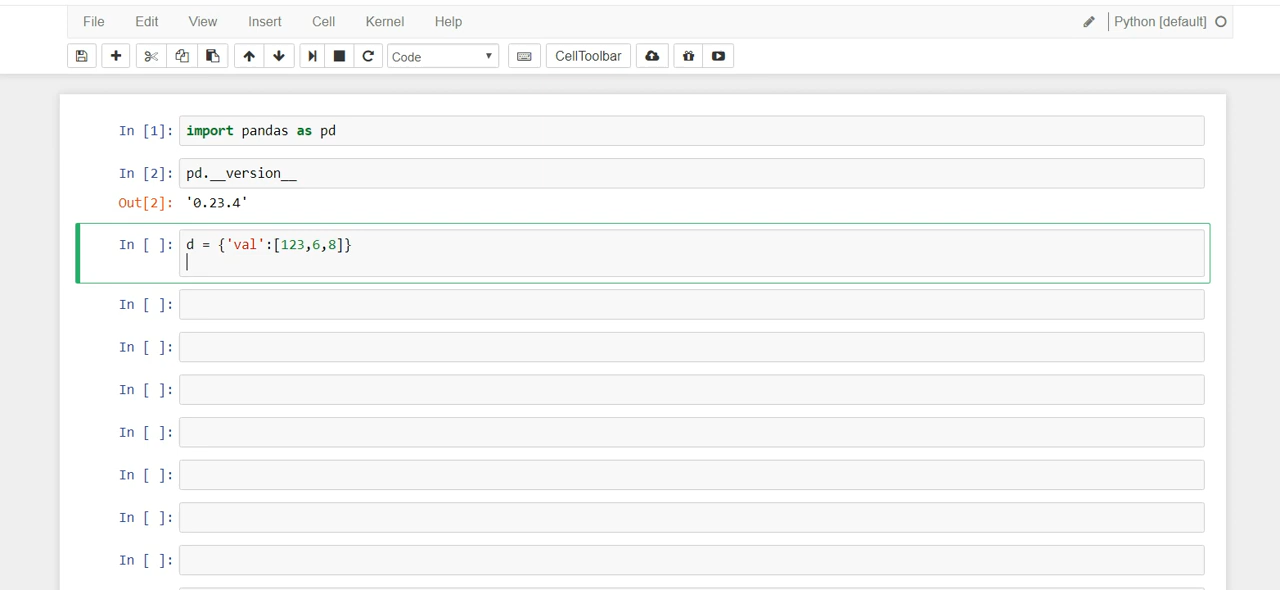 File Edit View Insert Cell Kernel Help Python [default]
Code CellToolbar
In [1]: import pandas as pd
In [2]: pd.__version__
Out[2]: '0.23.4'
In [ ]: d = {'val':[123,6,8]}
In [ ]:
In [ ]:
In [ ]:
In [ ]:
In [ ]:
In [ ]:
In [ ]: